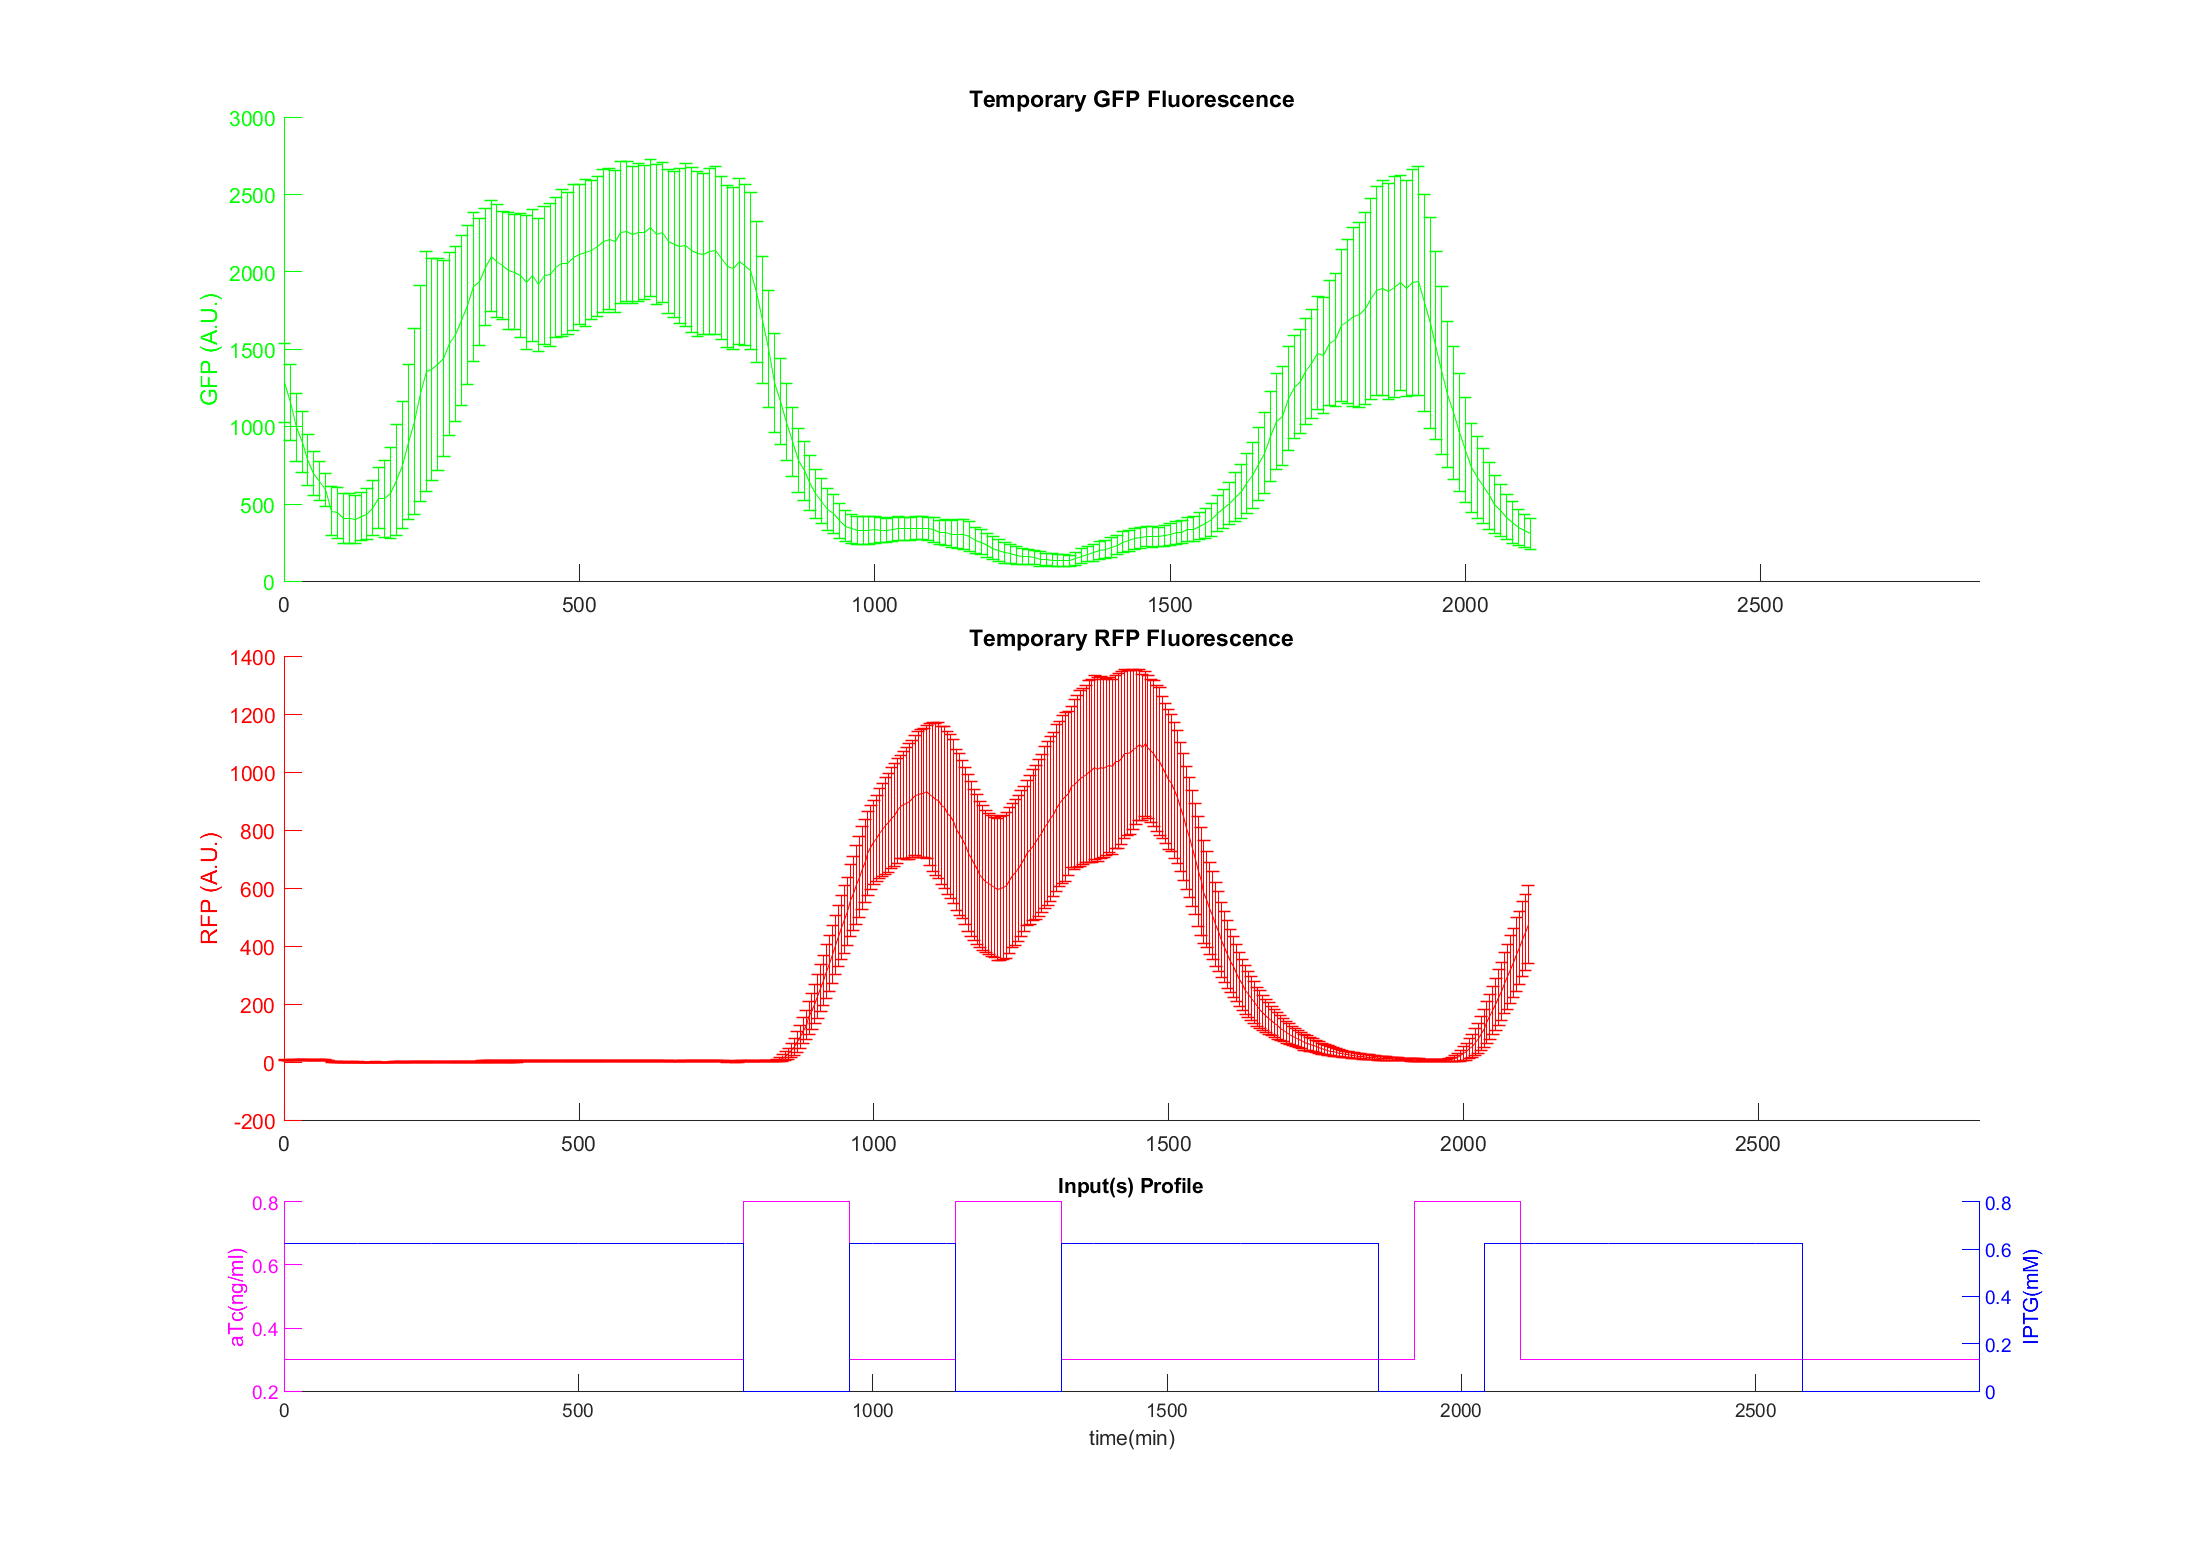 Temporary GFP Fluorescence
3000
2500
2000
1500
1000
500
0
GFP (A.U.)
0 500 1000 1500 2000 2500
Temporary RFP Fluorescence
1400
1200
1000
800
600
400
200
0
-200
RFP (A.U.)
0 500 1000 1500 2000 2500
Input(s) Profile
0.8
0.6
0.4
0.2
aTc(ng/ml)
0.8
0.6
0.4
0.2
0
IPTG(mM)
0 500 1000 1500 2000 2500
time(min)